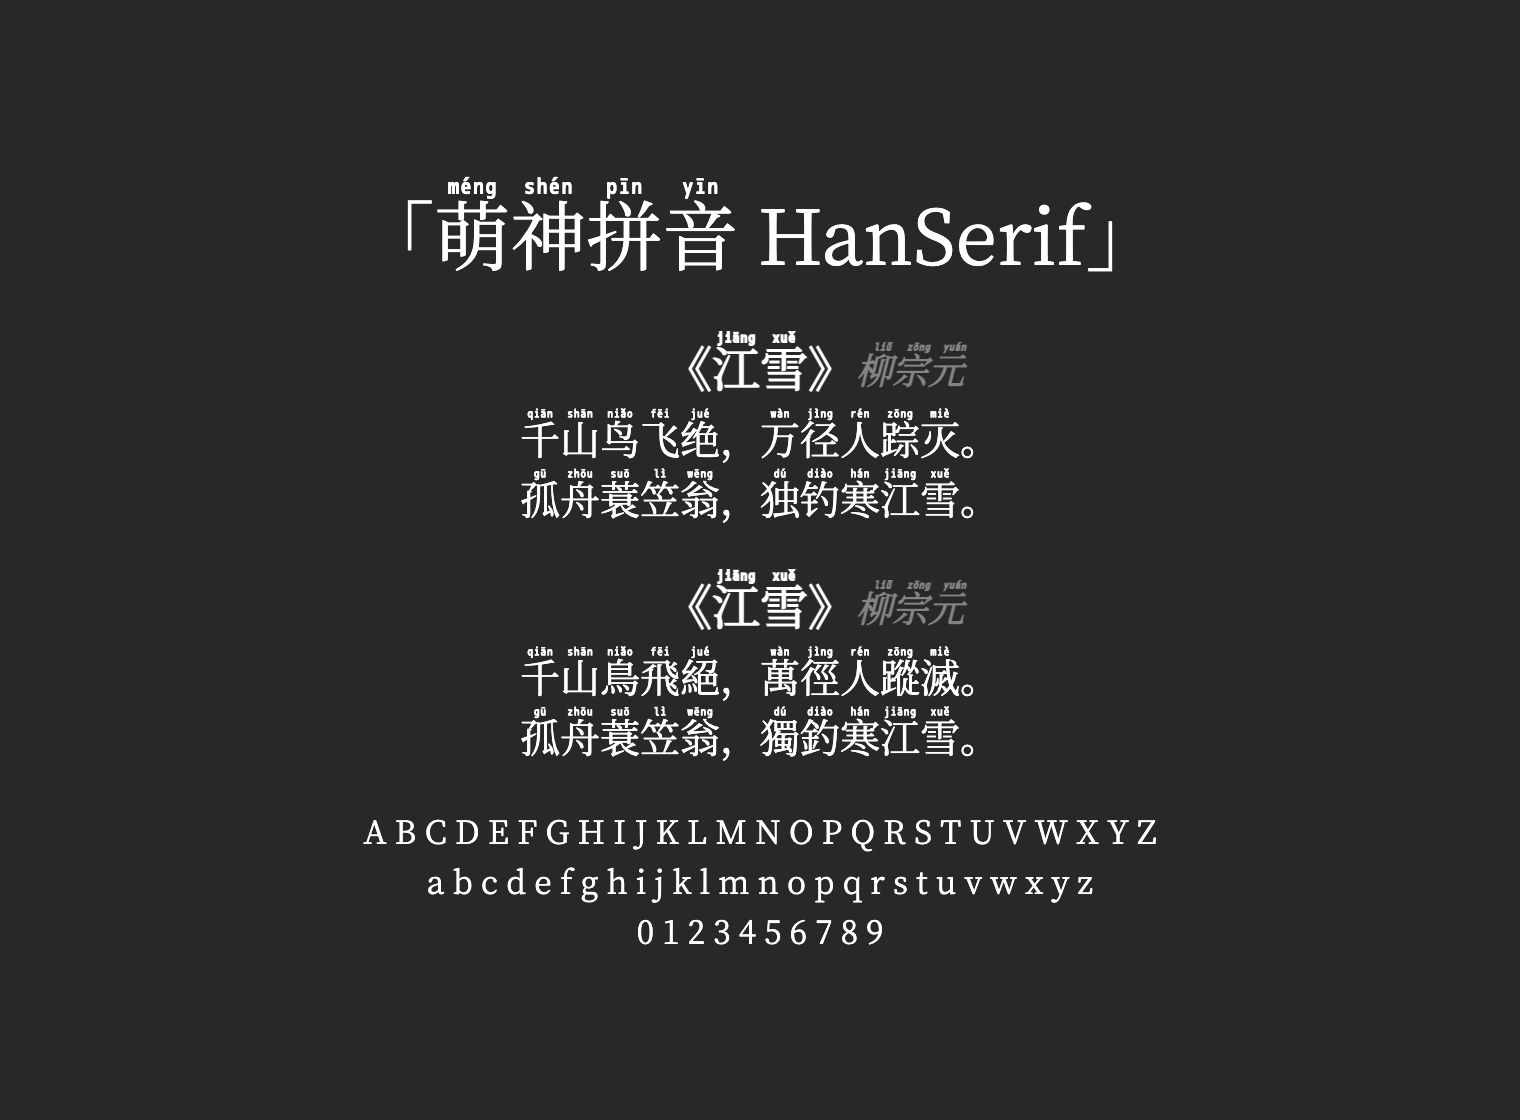 méng shén pīn yīn
「萌神拼音 HanSerif」
jiāng xuě liǔ zōng yuán
《江雪》 柳宗元
qiān shān niǎo fēi jué wàn jìng rén zōng miè
千山鸟飞绝，万径人踪灭。
gū zhōu suō lì wēng dú diào hán jiāng xuě
孤舟蓑笠翁，独钓寒江雪。
jiāng xuě liǔ zōng yuán
《江雪》 柳宗元
qiān shān niǎo fēi jué wàn jìng rén zōng miè
千山鳥飛絕，萬徑人蹤滅。
gū zhōu suō lì wēng dú diào hán jiāng xuě
孤舟蓑笠翁，獨釣寒江雪。
A B C D E F G H I J K L M N O P Q R S T U V W X Y Z
a b c d e f g h i j k l m n o p q r s t u v w x y z
0 1 2 3 4 5 6 7 8 9